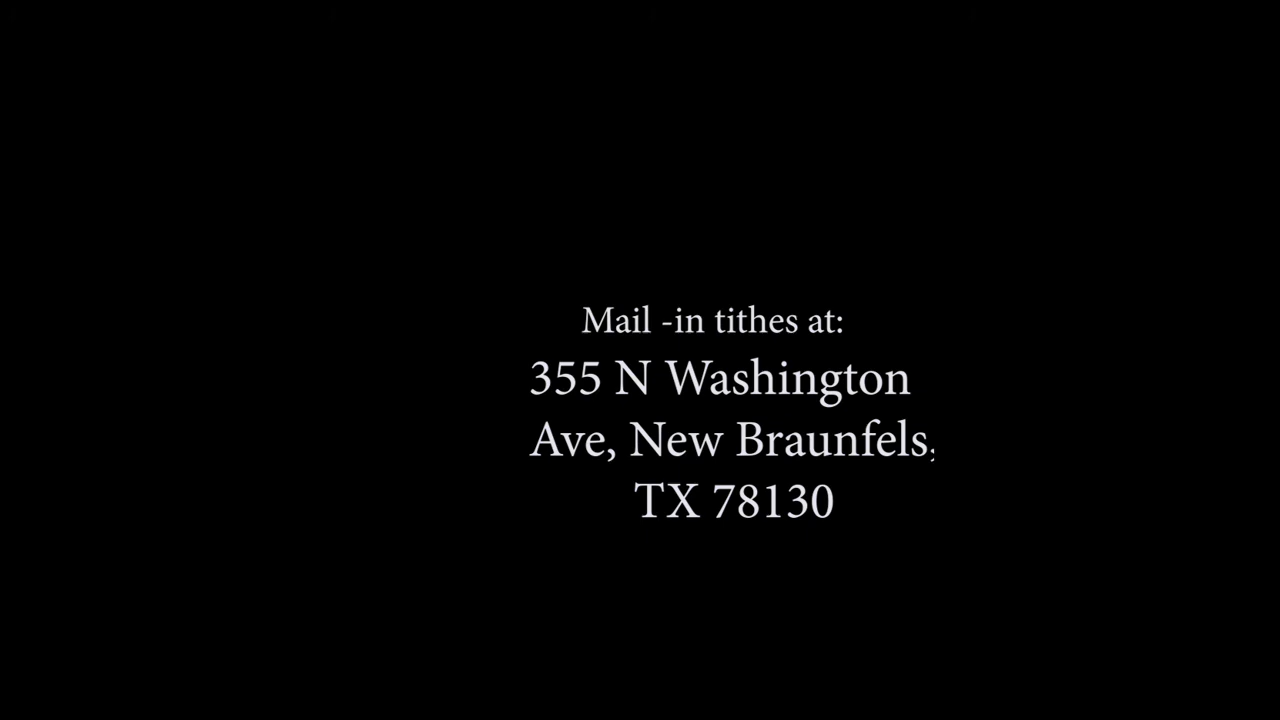 Mail -in tithes at:
355 N Washington
Ave, New Braunfels,
TX 78130